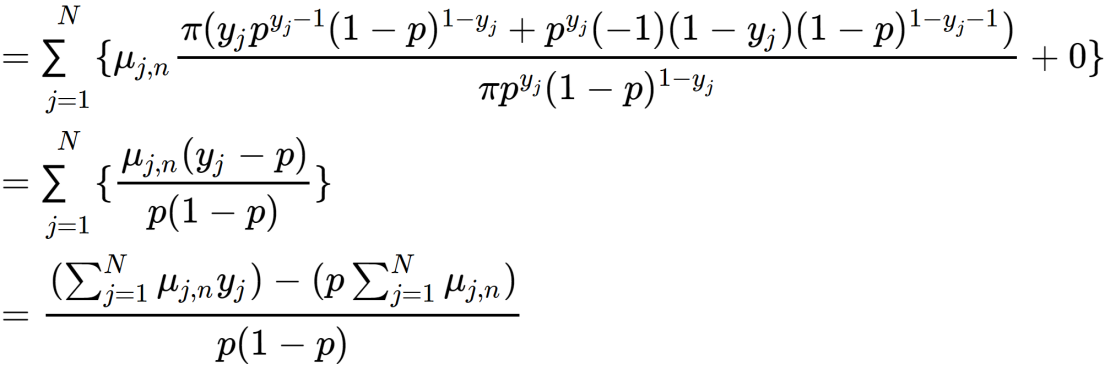 = \sum_{j=1}^{N} \{ \mu_{j,n} \frac{\pi(y_j p^{y_j-1}(1-p)^{1-y_j} + p^{y_j}(-1)(1-y_j)(1-p)^{1-y_j-1})}{\pi p^{y_j}(1-p)^{1-y_j}} + 0 \}
= \sum_{j=1}^{N} \{ \frac{\mu_{j,n}(y_j-p)}{p(1-p)} \}
= \frac{(\sum_{j=1}^{N} \mu_{j,n} y_j) - (p \sum_{j=1}^{N} \mu_{j,n})}{p(1-p)}